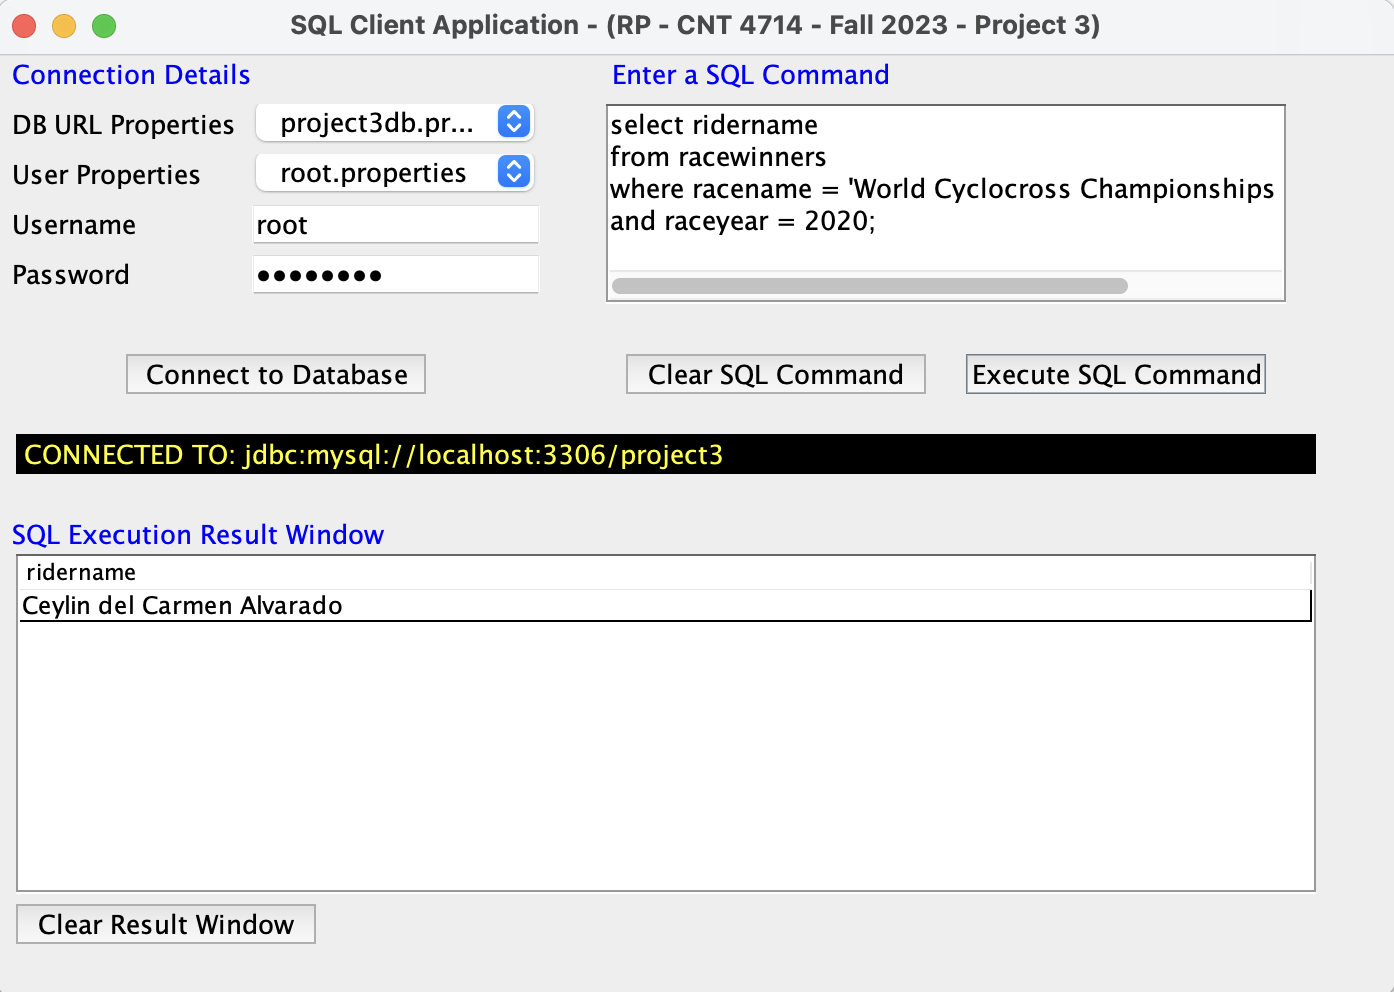 SQL Client Application - (RP - CNT 4714 - Fall 2023 - Project 3)
Connection Details
DB URL Properties project3db.pr...
User Properties root.properties
Username root
Password ●●●●●●●●
Enter a SQL Command
select ridername
from racewinners
where racename = 'World Cyclocross Championships
and raceyear = 2020;
Connect to Database
Clear SQL Command
Execute SQL Command
CONNECTED TO: jdbc:mysql://localhost:3306/project3
SQL Execution Result Window
ridername
Ceylin del Carmen Alvarado
Clear Result Window